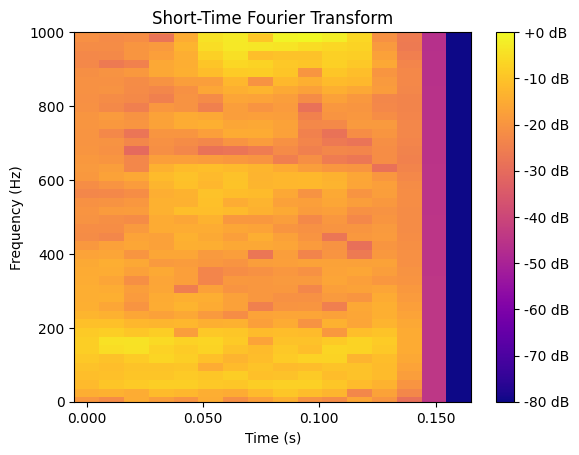 Short-Time Fourier Transform
1000
800
600
400
200
0
Frequency (Hz)
0.000
0.050
0.100
0.150
Time (s)
+0 dB
-10 dB
-20 dB
-30 dB
-40 dB
-50 dB
-60 dB
-70 dB
-80 dB